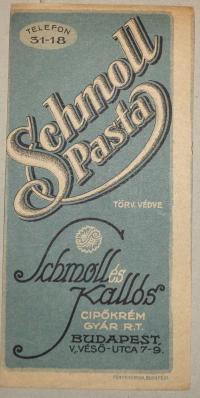 TELEFON
31-18
Schmoll
Pasta
TÖRV. VÉDVE
Schmoll és
Kallós
CIPŐKRÉM
GYÁR R.T.
BUDAPEST,
V., VÉSŐ-UTCA 7-9.